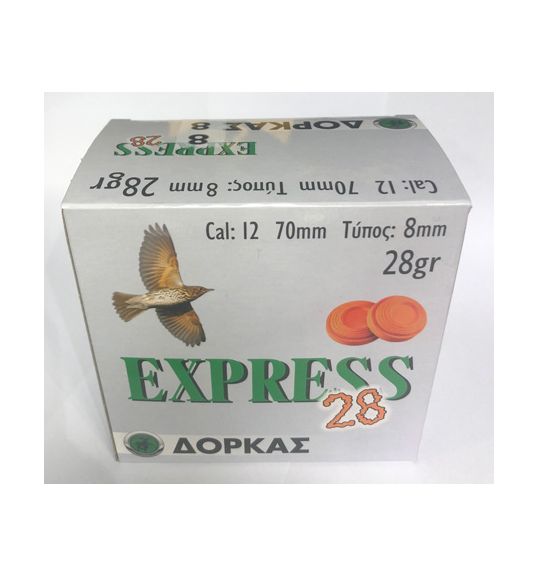 ΔΟΡΚΑΣ 8
8
EXPRESS 28
Cal: 12 70mm Τύπος: 8mm 28gr
Cal: 12 70mm Τύπος: 8mm
28gr
EXPRESS
28
ΔΟΡΚΑΣ